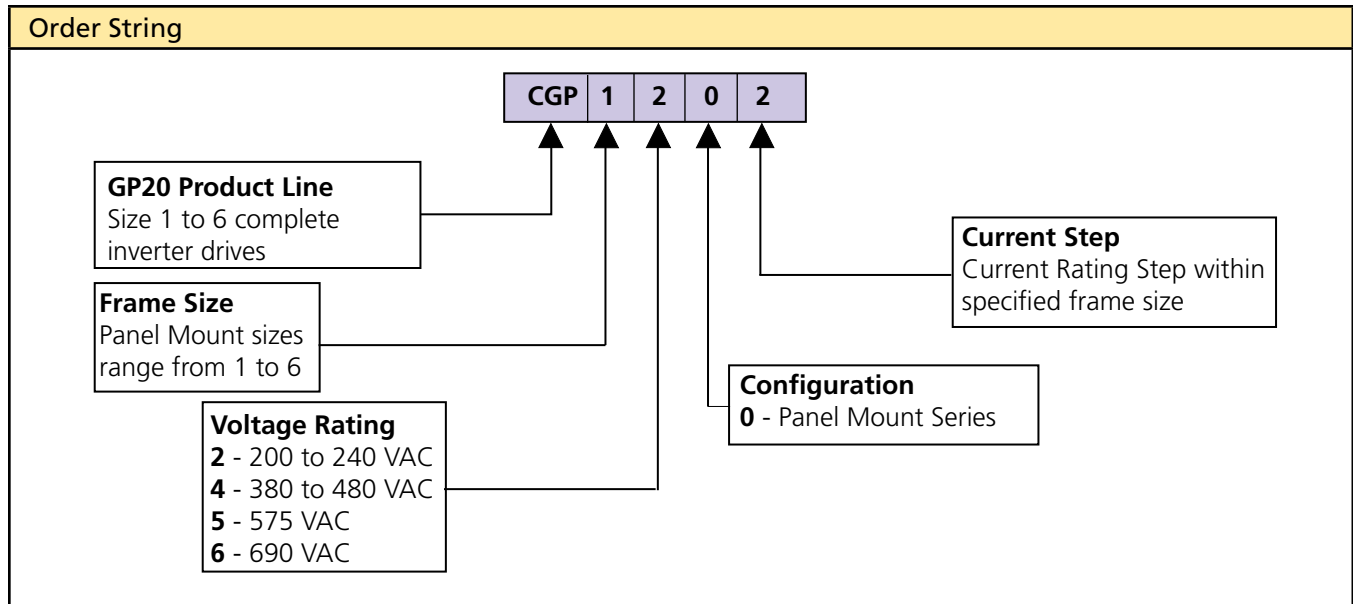 Order String
CGP 1 2 0 2
GP20 Product Line
Size 1 to 6 complete
inverter drives
Frame Size
Panel Mount sizes
range from 1 to 6
Voltage Rating
2 - 200 to 240 VAC
4 - 380 to 480 VAC
5 - 575 VAC
6 - 690 VAC
Configuration
0 - Panel Mount Series
Current Step
Current Rating Step within
specified frame size